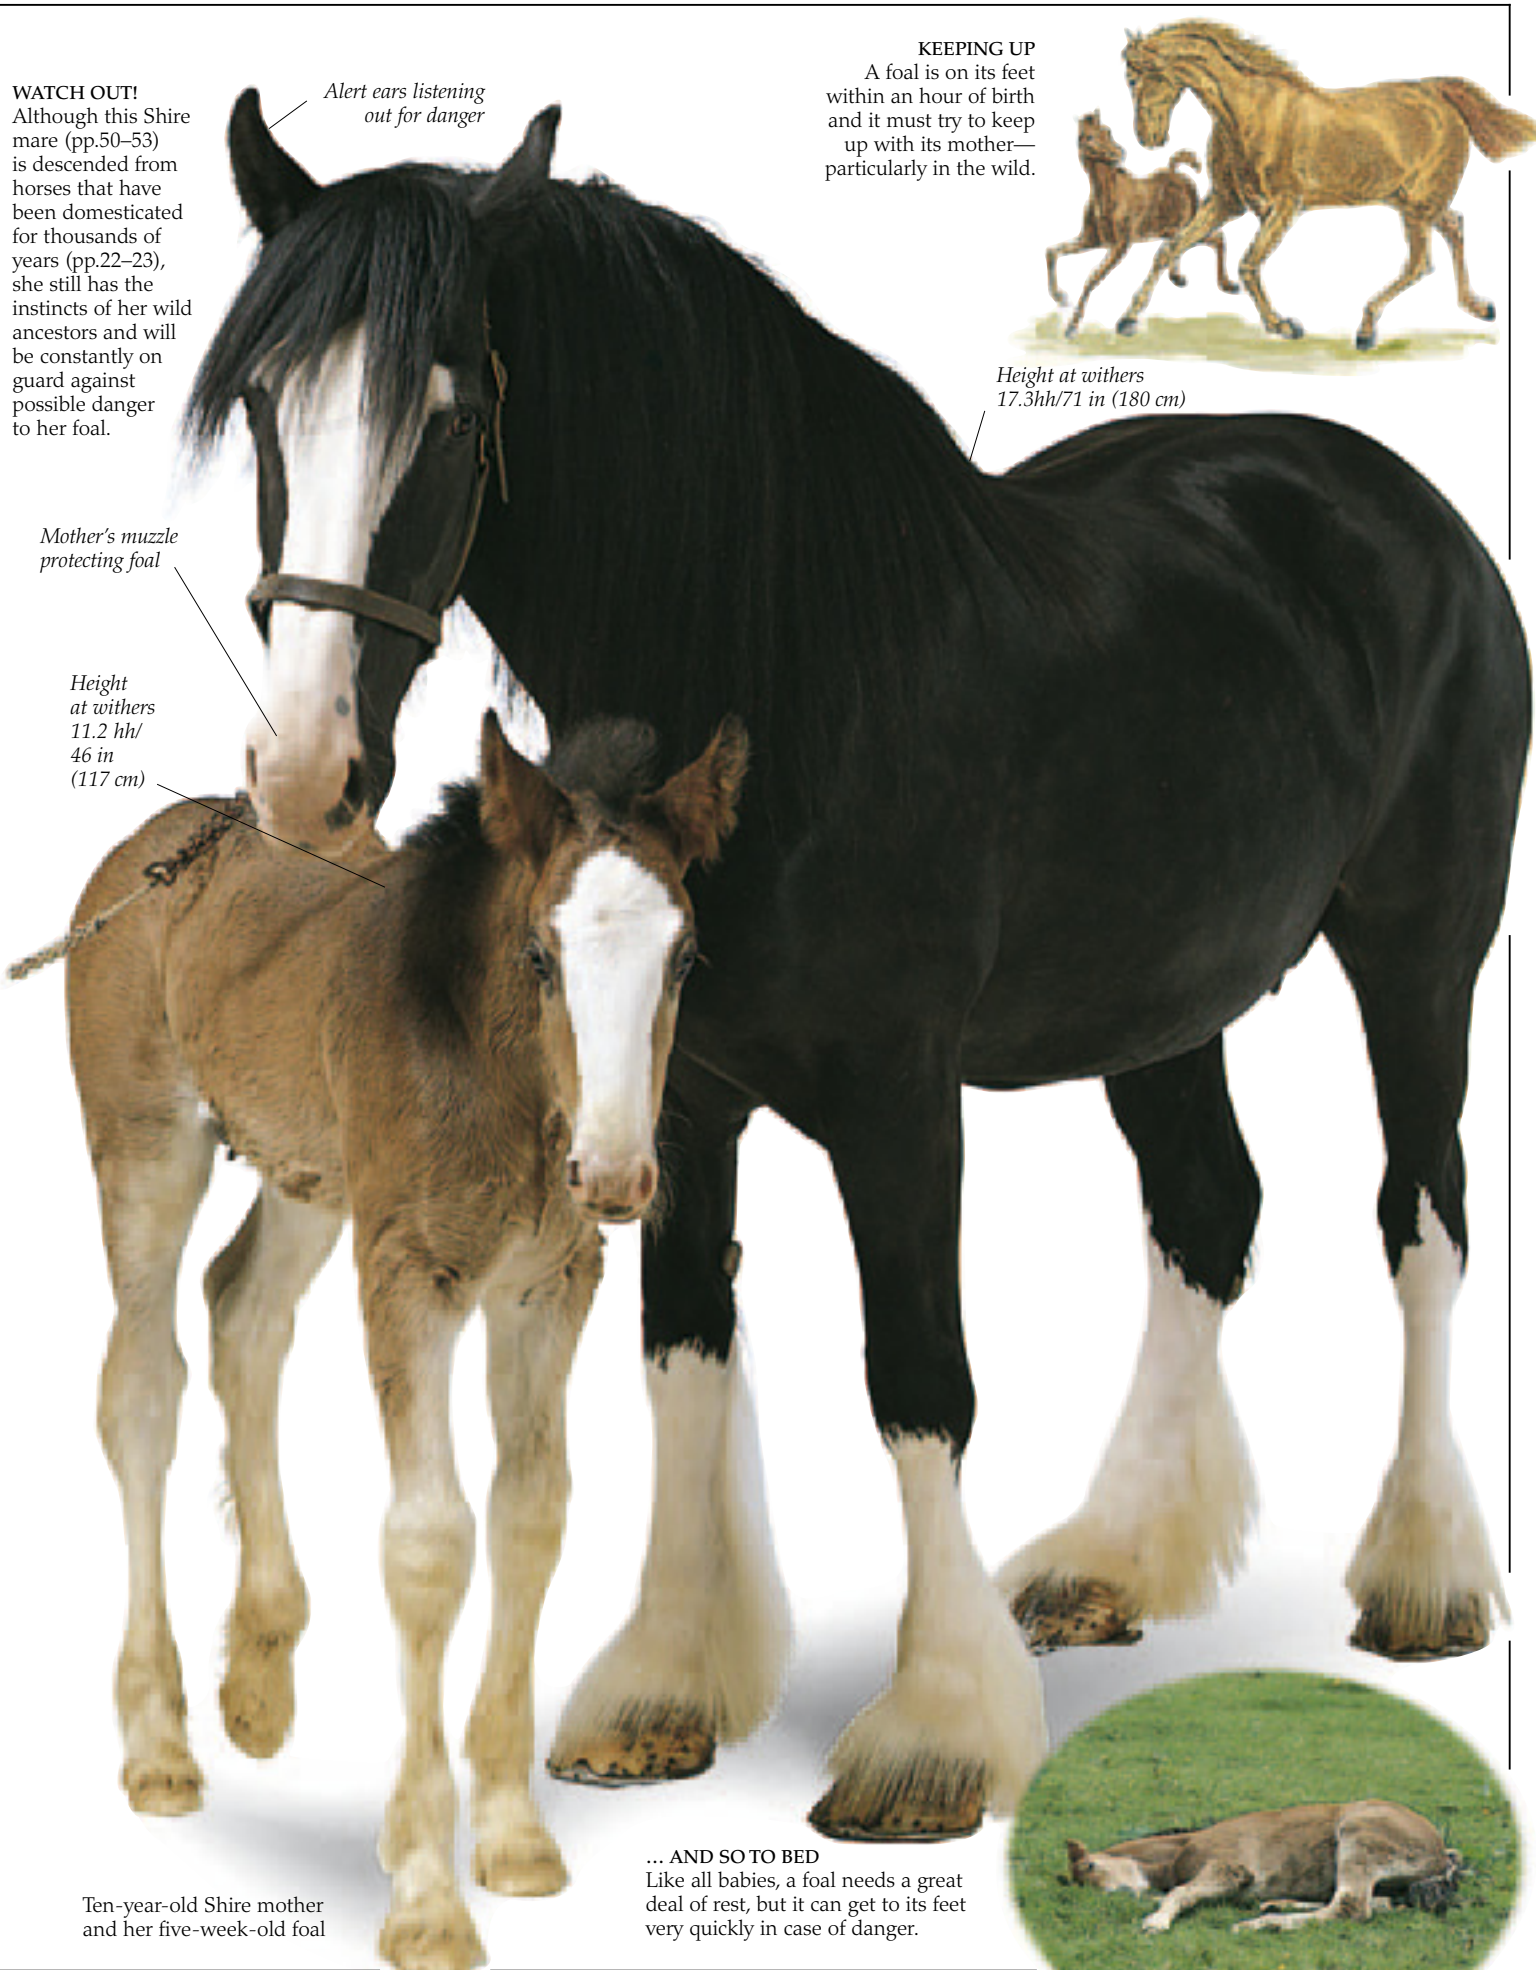 WATCH OUT!
Although this Shire
mare (pp.50–53)
is descended from
horses that have
been domesticated
for thousands of
years (pp.22–23),
she still has the
instincts of her wild
ancestors and will
be constantly on
guard against
possible danger
to her foal.
Alert ears listening
out for danger
KEEPING UP
A foal is on its feet
within an hour of birth
and it must try to keep
up with its mother—
particularly in the wild.
Height at withers
17.3hh/71 in (180 cm)
Mother's muzzle
protecting foal
Height
at withers
11.2 hh/
46 in
(117 cm)
Ten-year-old Shire mother
and her five-week-old foal
... AND SO TO BED
Like all babies, a foal needs a great
deal of rest, but it can get to its feet
very quickly in case of danger.